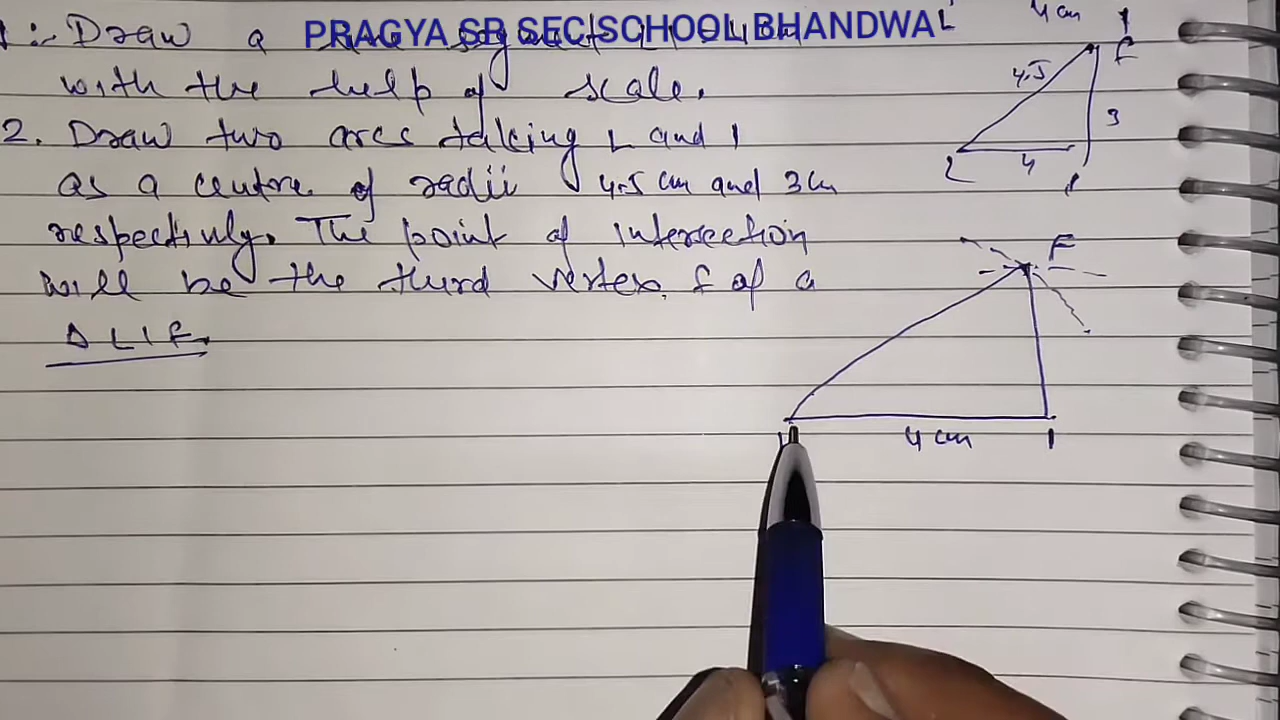 1:- Draw a
PRAGYA SR SEC SCHOOL BHANDWAL
with the help of scale.
2. Draw two arcs taking L and I
as a centre of radii 4.5 cm and 3cm
respectively. The point of intersection
will be the third vertex F of a
Δ LIF.
4 cm I
F
4.5
3
L 4 I
F
4 cm I